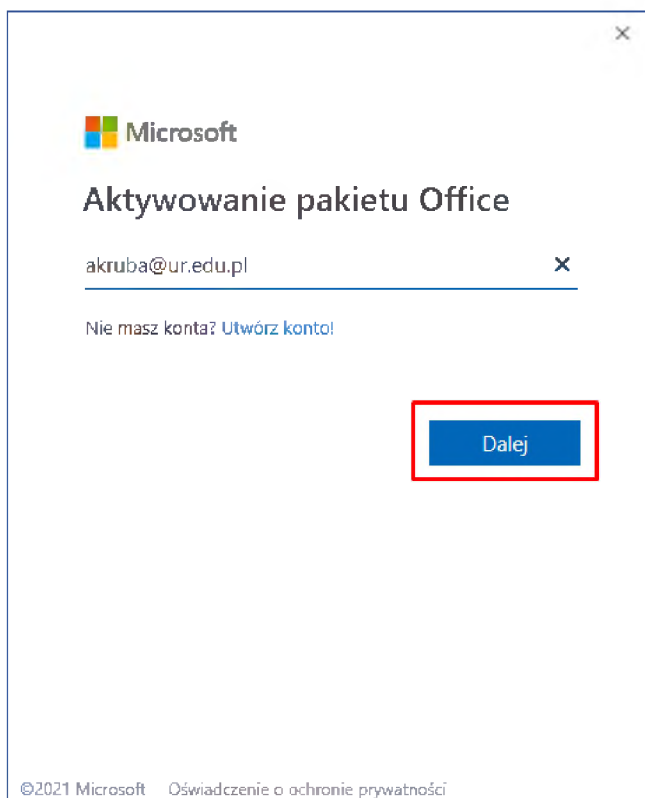 Microsoft
Aktywowanie pakietu Office
akruba@ur.edu.pl
Nie masz konta? Utwórz konto!
Dalej
©2021 Microsoft Oświadczenie o ochronie prywatności